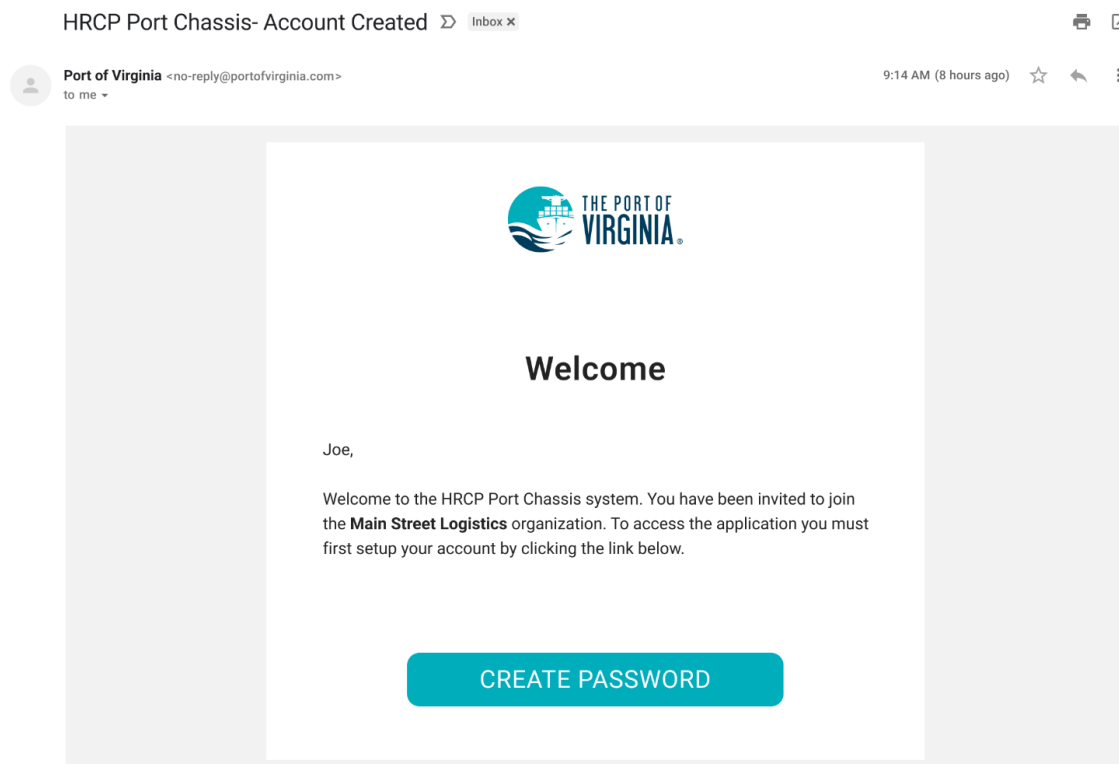 HRCP Port Chassis- Account Created
Inbox ×
Port of Virginia <no-reply@portofvirginia.com>
9:14 AM (8 hours ago)
to me
THE PORT OF
VIRGINIA®
Welcome
Joe,
Welcome to the HRCP Port Chassis system. You have been invited to join
the Main Street Logistics organization. To access the application you must
first setup your account by clicking the link below.
CREATE PASSWORD